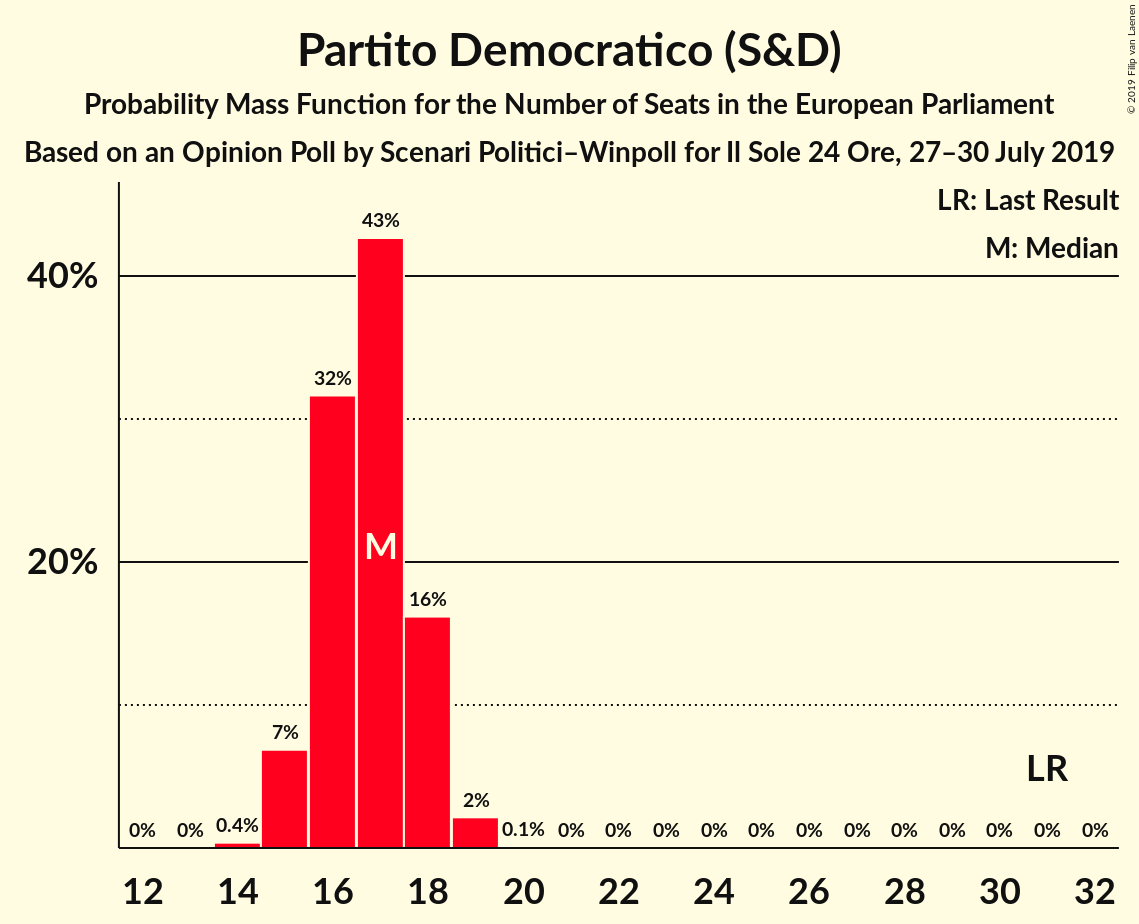 Partito Democratico (S&D)
Probability Mass Function for the Number of Seats in the European Parliament
Based on an Opinion Poll by Scenari Politici–Winpoll for Il Sole 24 Ore, 27–30 July 2019
© 2019 Filip van Laenen
LR: Last Result
M: Median
40%
20%
0%
0%
0.4%
7%
32%
43%
M
16%
2%
0.1%
0%
0%
0%
0%
0%
0%
0%
0%
0%
0%
0%
0%
LR
12 14 16 18 20 22 24 26 28 30 32